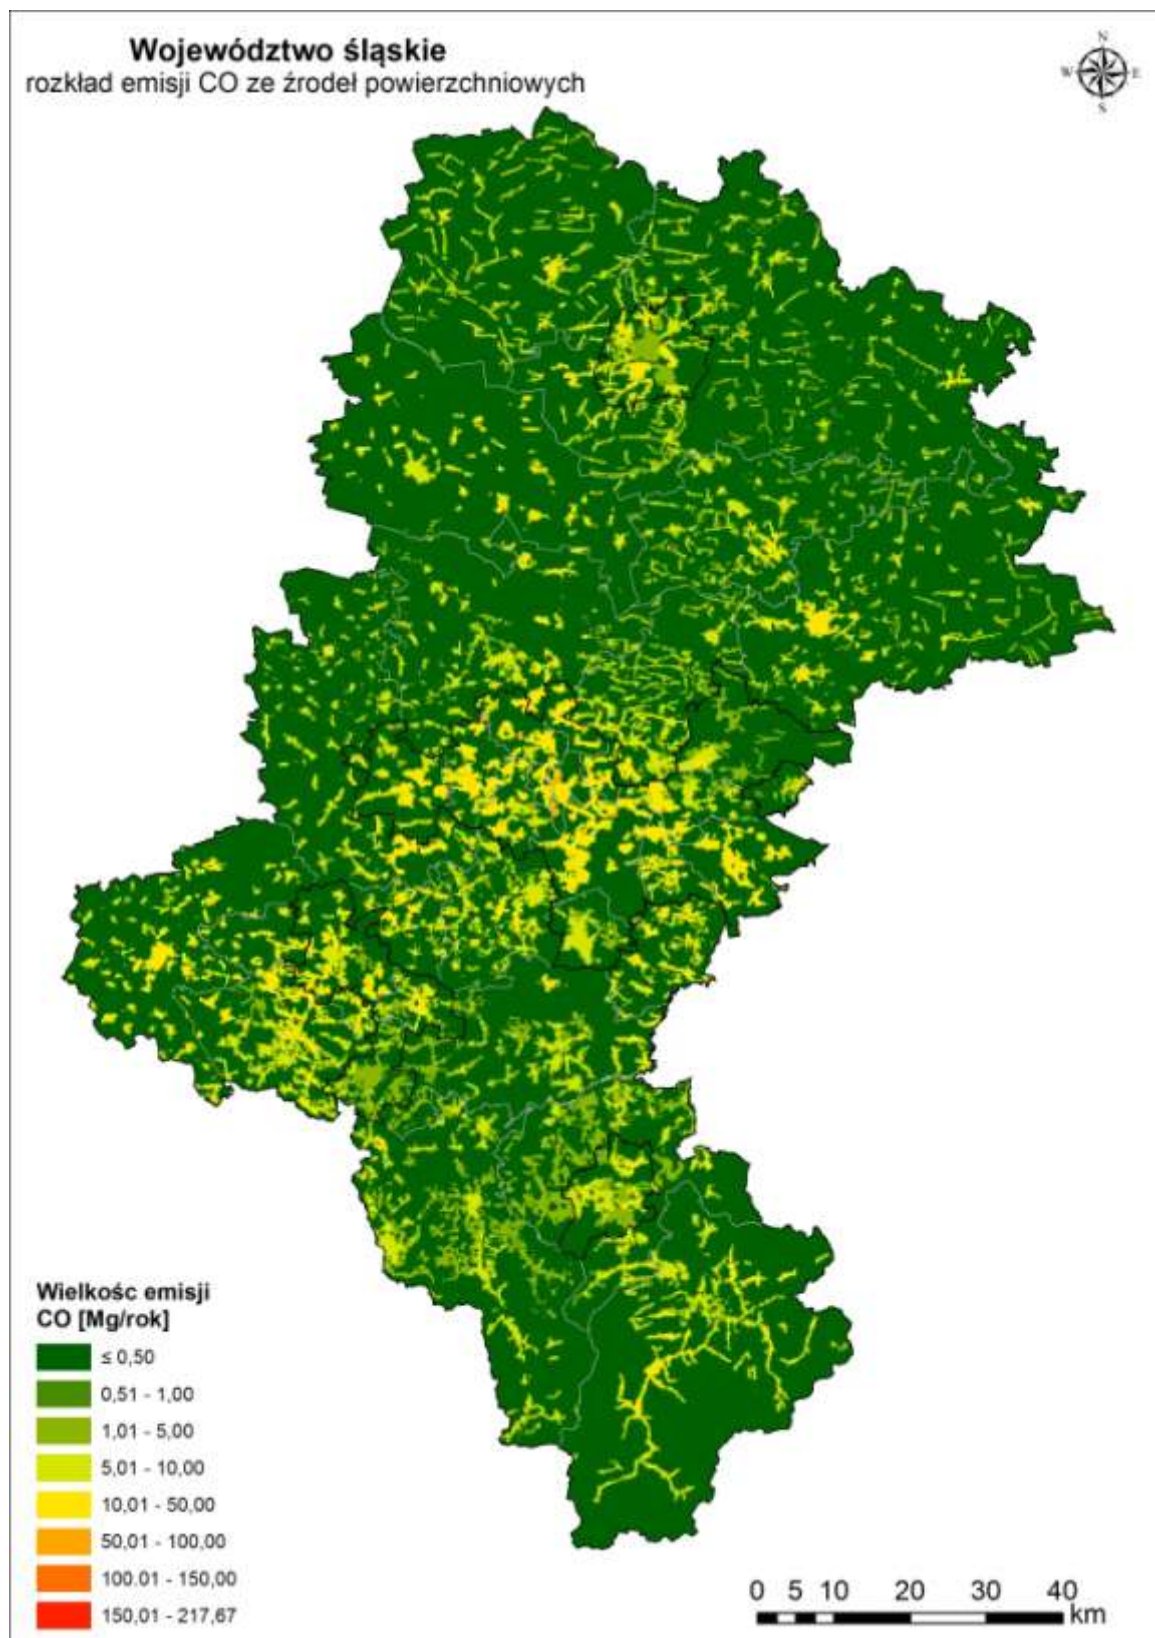 Województwo śląskie
rozkład emisji CO ze źrodeł powierzchniowych
N
W E
S
Wielkośc emisji
CO [Mg/rok]
≤ 0,50
0,51 - 1,00
1,01 - 5,00
5,01 - 10,00
10,01 - 50,00
50,01 - 100,00
100.01 - 150,00
150,01 - 217,67
0 5 10 20 30 40
km